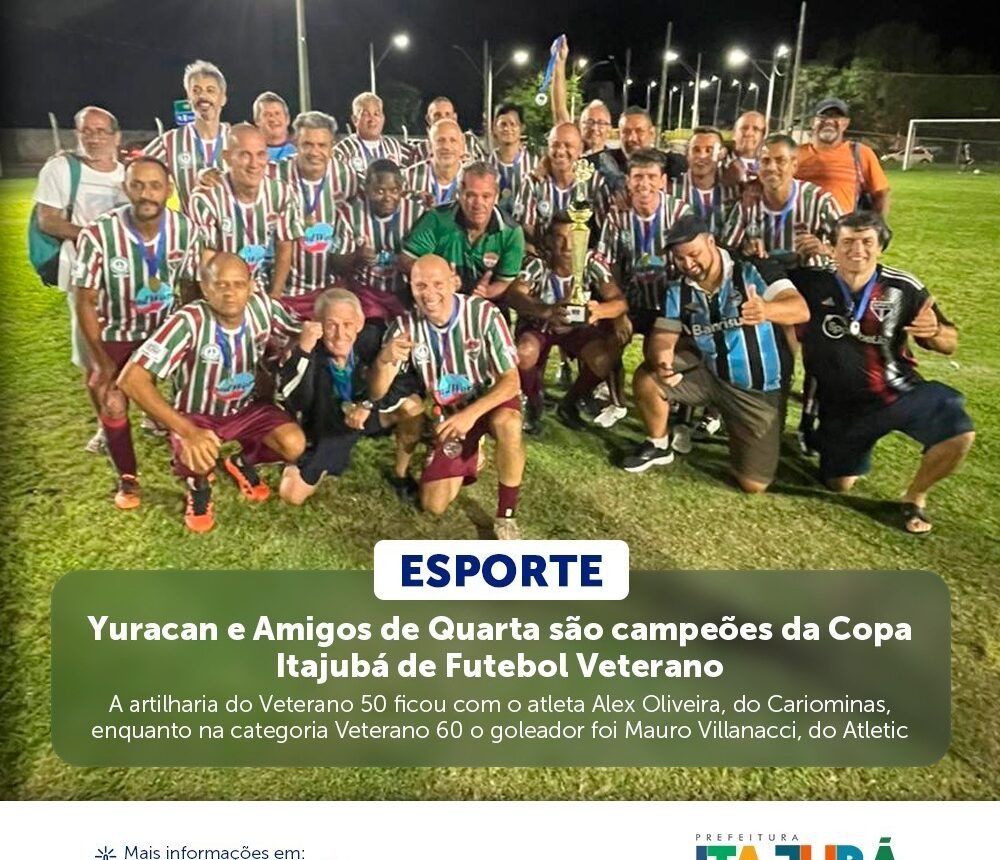 Banrisul
ESPORTE
Yuracan e Amigos de Quarta são campeões da Copa
Itajubá de Futebol Veterano
A artilharia do Veterano 50 ficou com o atleta Alex Oliveira, do Cariominas,
enquanto na categoria Veterano 60 o goleador foi Mauro Villanacci, do Atletic
Mais informações em:
PREFEITURA
ITAJUBÁ